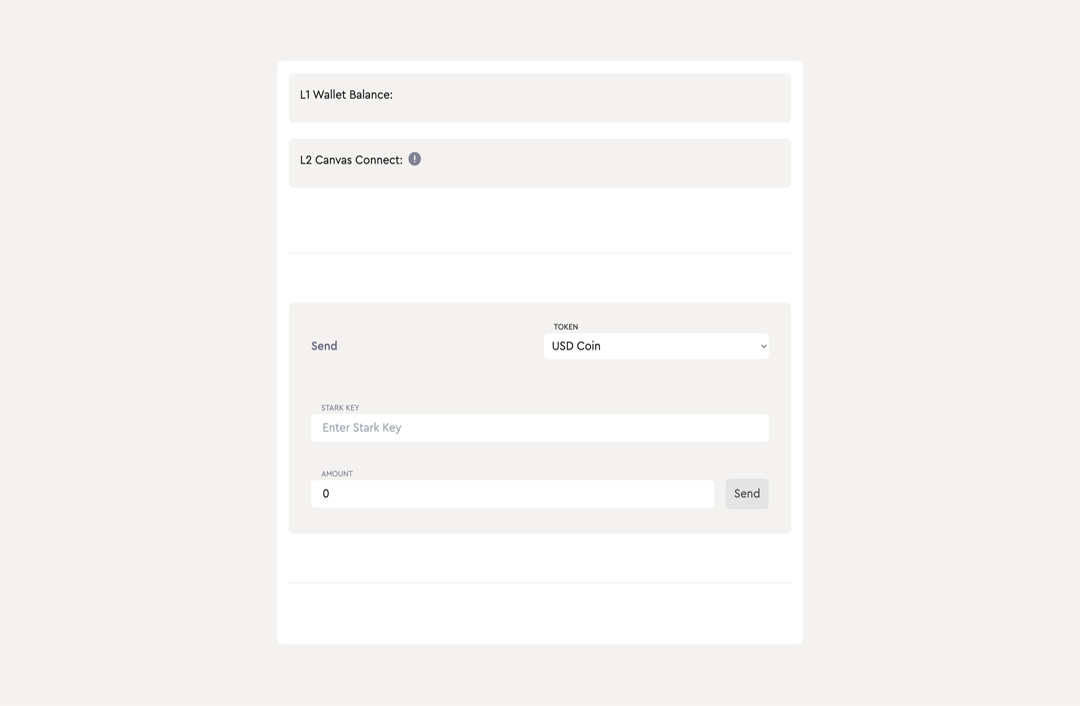 L1 Wallet Balance:
L2 Canvas Connect: !
TOKEN
Send
USD Coin
STARK KEY
Enter Stark Key
AMOUNT
0
Send